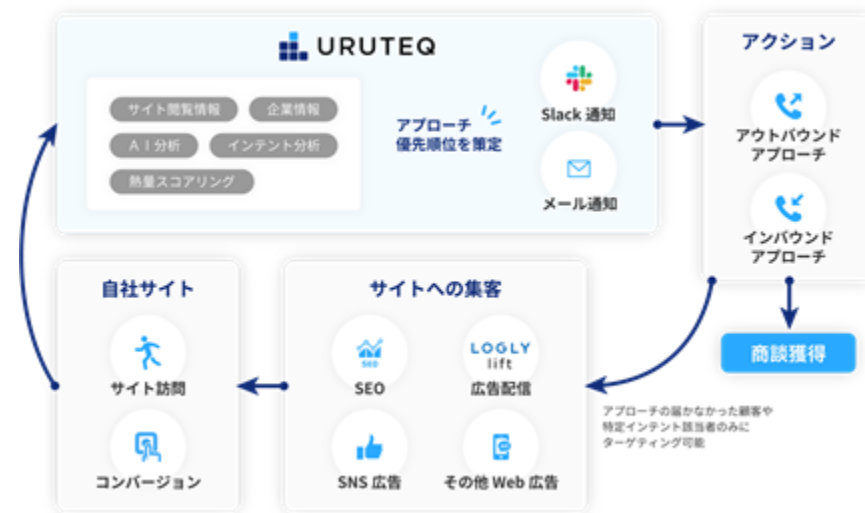 URUTEQ
サイト閲覧情報
企業情報
AI分析
インテント分析
熱量スコアリング
アプローチ
優先順位を策定
Slack 通知
メール通知
アクション
アウトバウンド
アプローチ
インバウンド
アプローチ
商談獲得
自社サイト
サイト訪問
コンバージョン
サイトへの集客
SEO
SEO
LOGLY
lift
広告配信
SNS 広告
その他 Web 広告
アプローチの届かなかった顧客や
特定インテント該当者のみに
ターゲティング可能